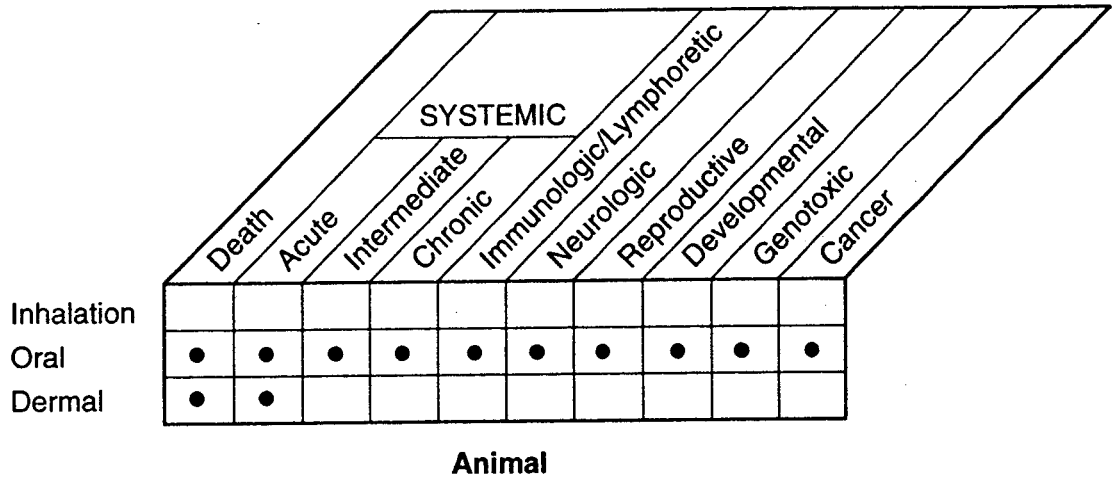 SYSTEMIC
Death
Acute
Intermediate
Chronic
Immunologic/Lymphoretic
Neurologic
Reproductive
Developmental
Genotoxic
Cancer
Inhalation
Oral
Dermal
Animal